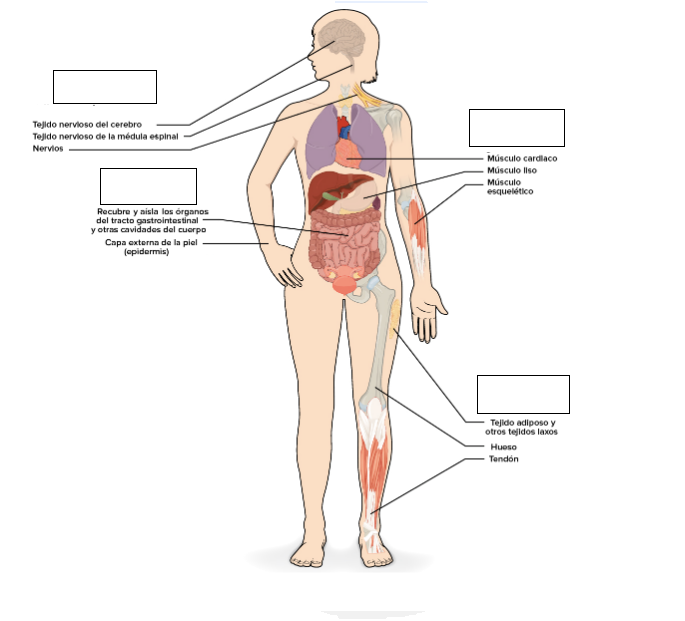 Tejido nervioso del cerebro
Tejido nervioso de la médula espinal
Nervios
Recubre y aisla los órganos
del tracto gastrointestinal
y otras cavidades del cuerpo
Capa externa de la piel
(epidermis)
Músculo cardiaco
Músculo liso
Músculo
esquelético
Tejido adiposo y
otros tejidos laxos
Hueso
Tendón